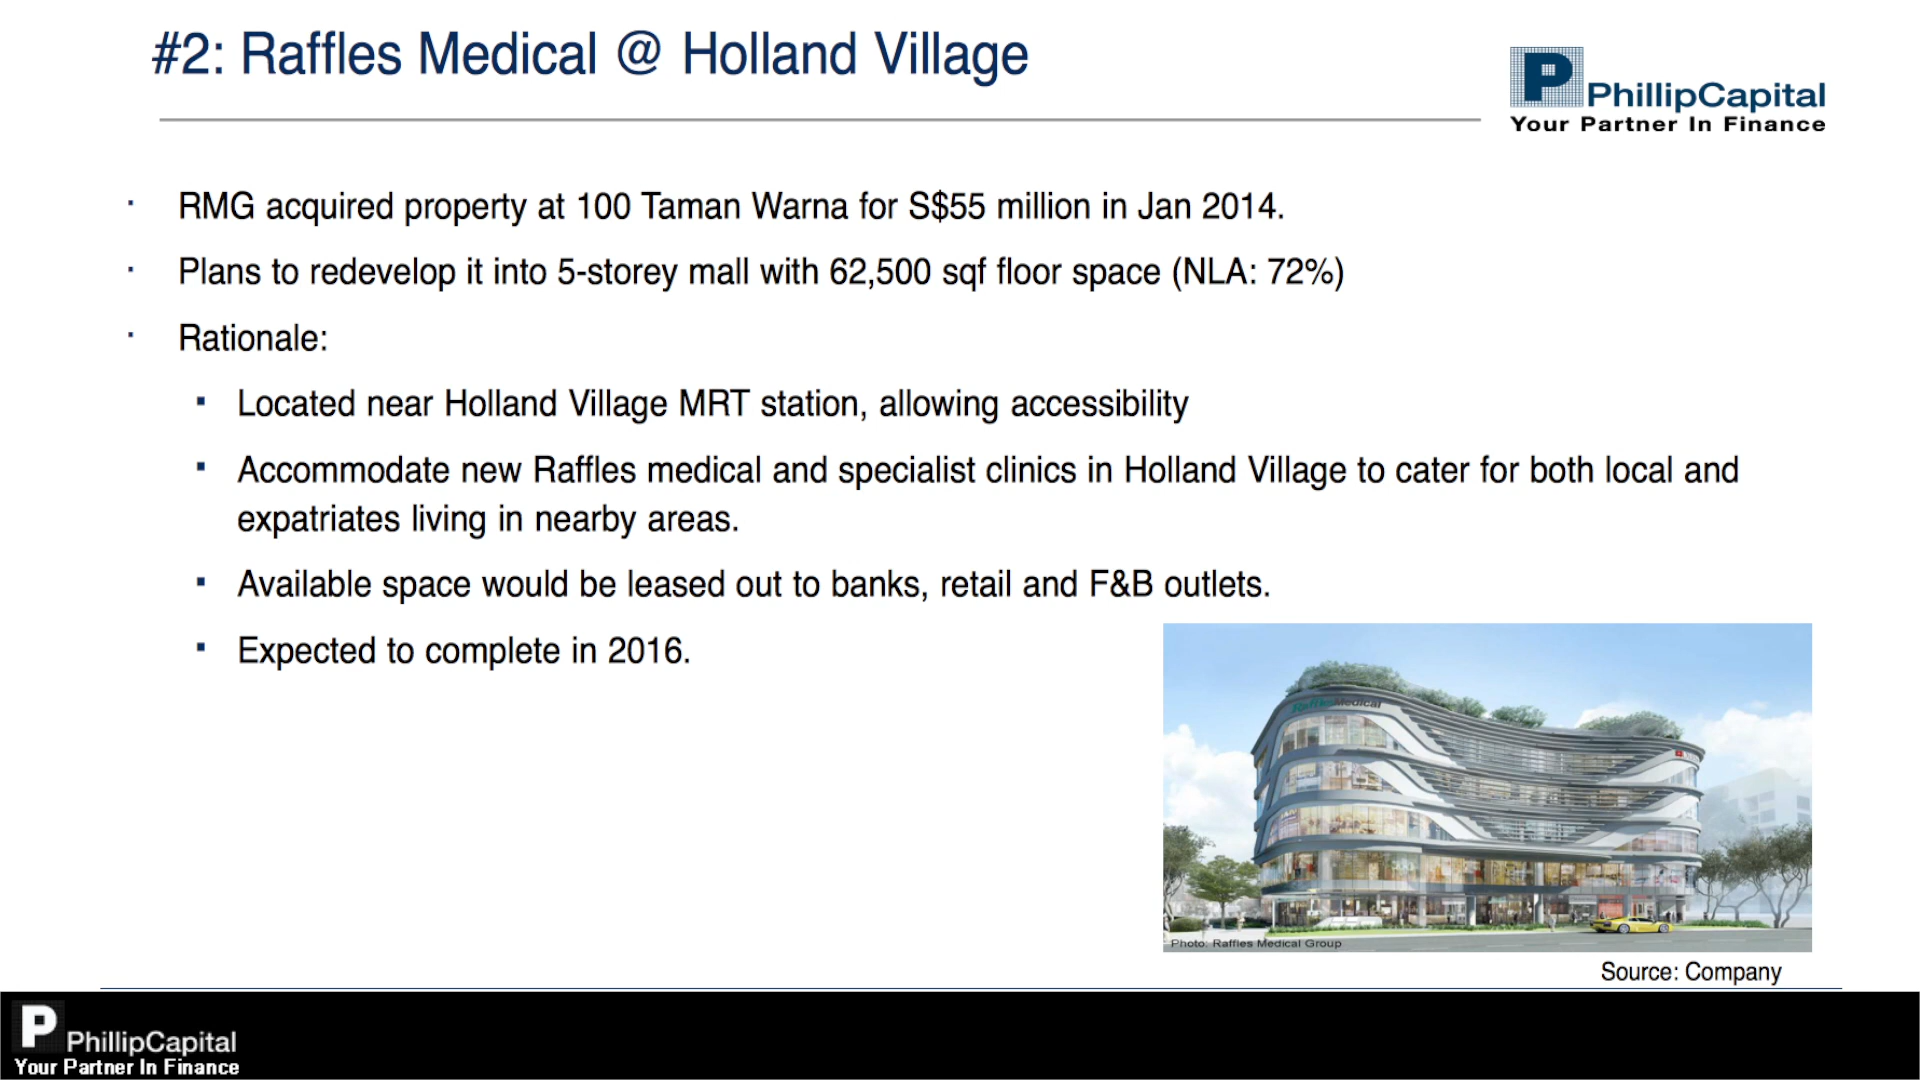 #2: Raffles Medical @ Holland Village
P PhillipCapital
Your Partner In Finance
· RMG acquired property at 100 Taman Warna for S$55 million in Jan 2014.
· Plans to redevelop it into 5-storey mall with 62,500 sqf floor space (NLA: 72%)
· Rationale:
▪ Located near Holland Village MRT station, allowing accessibility
▪ Accommodate new Raffles medical and specialist clinics in Holland Village to cater for both local and
expatriates living in nearby areas.
▪ Available space would be leased out to banks, retail and F&B outlets.
▪ Expected to complete in 2016.
RafflesMedical
Photo: Raffles Medical Group
Source: Company
P PhillipCapital
Your Partner In Finance